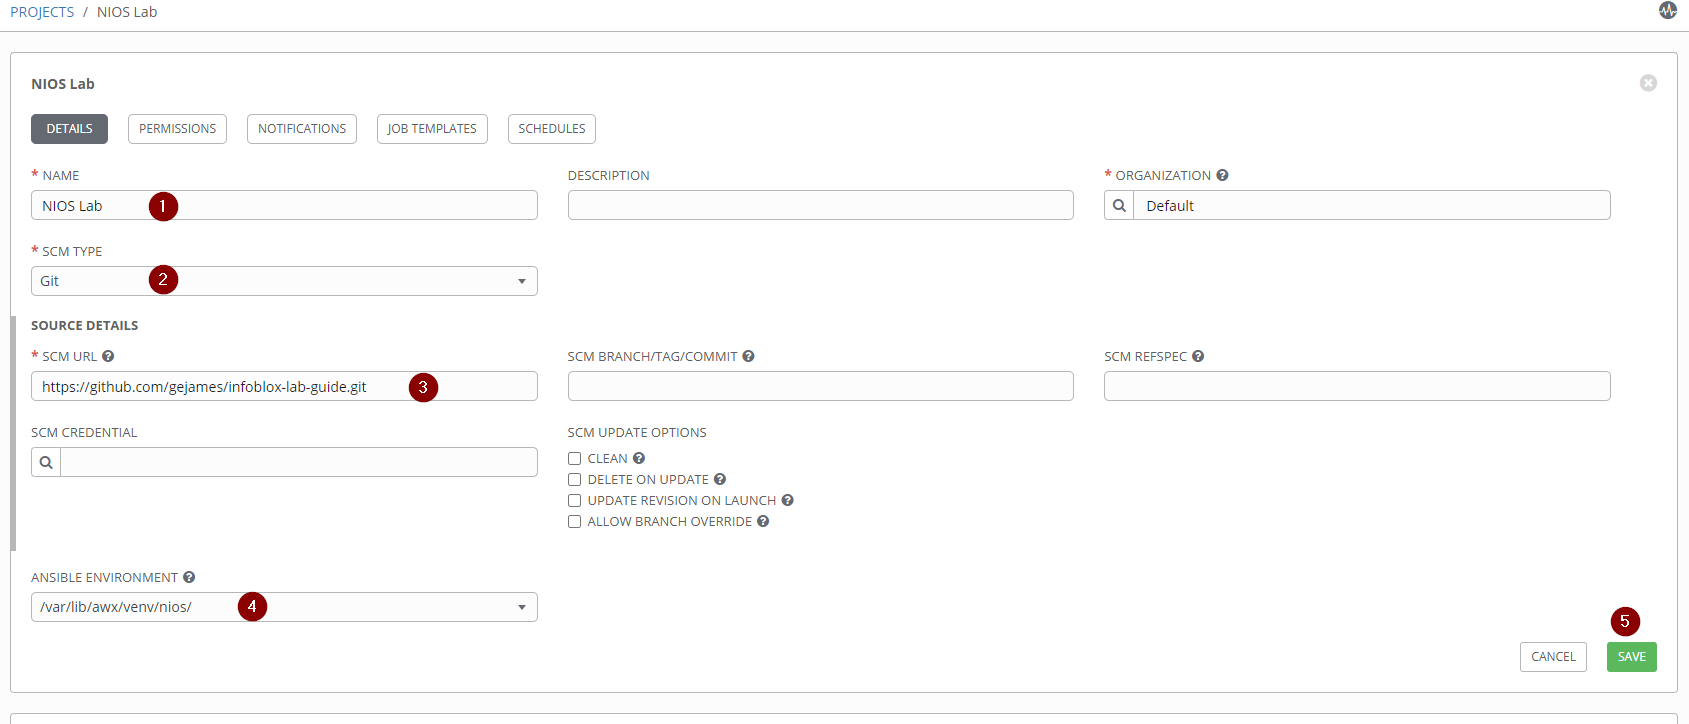 PROJECTS / NIOS Lab
NIOS Lab
DETAILS PERMISSIONS NOTIFICATIONS JOB TEMPLATES SCHEDULES
* NAME DESCRIPTION * ORGANIZATION ?
NIOS Lab 1 Default
* SCM TYPE
Git 2
SOURCE DETAILS
* SCM URL ? SCM BRANCH/TAG/COMMIT ? SCM REFSPEC ?
https://github.com/gejames/infoblox-lab-guide.git 3
SCM CREDENTIAL SCM UPDATE OPTIONS
CLEAN ?
DELETE ON UPDATE ?
UPDATE REVISION ON LAUNCH ?
ALLOW BRANCH OVERRIDE ?
ANSIBLE ENVIRONMENT ?
/var/lib/awx/venv/nios/ 4
5
CANCEL SAVE